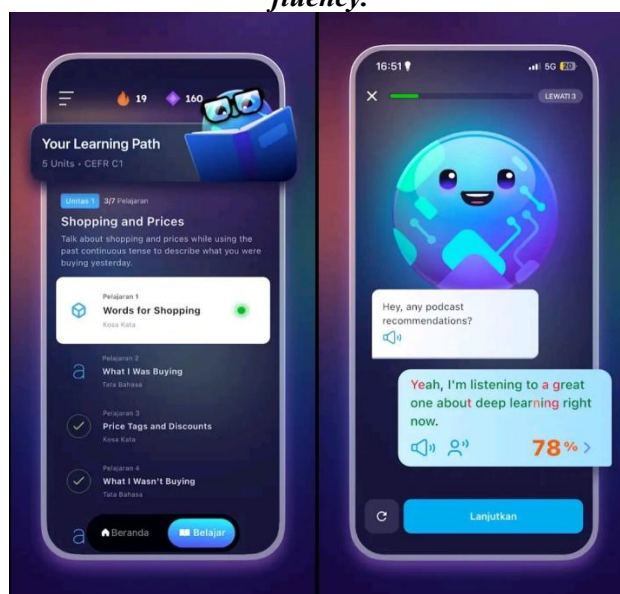 fluency.
19
160
Your Learning Path
5 Units • CEFR C1
Unitas 1
3/7 Pelajaran
Shopping and Prices
Talk about shopping and prices while using the
past continuous tense to describe what you were
buying yesterday.
Pelajaran 1
Words for Shopping
Kosa Kata
Pelajaran 2
a
What I Was Buying
Tata Bahasa
Pelajaran 3
Price Tags and Discounts
Kosa Kata
Pelajaran 4
What I Wasn't Buying
Tata Bahasa
a
Beranda
Belajar
16:51
5G 20
LEWATI 3
Hey, any podcast
recommendations?
Yeah, I'm listening to a great
one about deep learning right
now.
78%
Lanjutkan